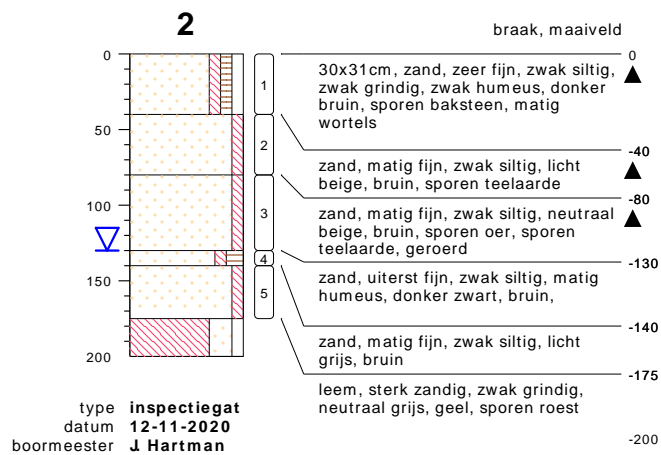 2
braak, maaiveld
0
50
100
150
200
1
2
3
4
5
0
30x31cm, zand, zeer fijn, zwak siltig,
zwak grindig, zwak humeus, donker
bruin, sporen baksteen, matig
wortels
-40
zand, matig fijn, zwak siltig, licht
beige, bruin, sporen teelaarde
-80
zand, matig fijn, zwak siltig, neutraal
beige, bruin, sporen oer, sporen
teelaarde, geroerd
-130
zand, uiterst fijn, zwak siltig, matig
humeus, donker zwart, bruin,
-140
zand, matig fijn, zwak siltig, licht
grijs, bruin
-175
leem, sterk zandig, zwak grindig,
neutraal grijs, geel, sporen roest
-200
type inspectiegat
datum 12-11-2020
boormeester J. Hartman